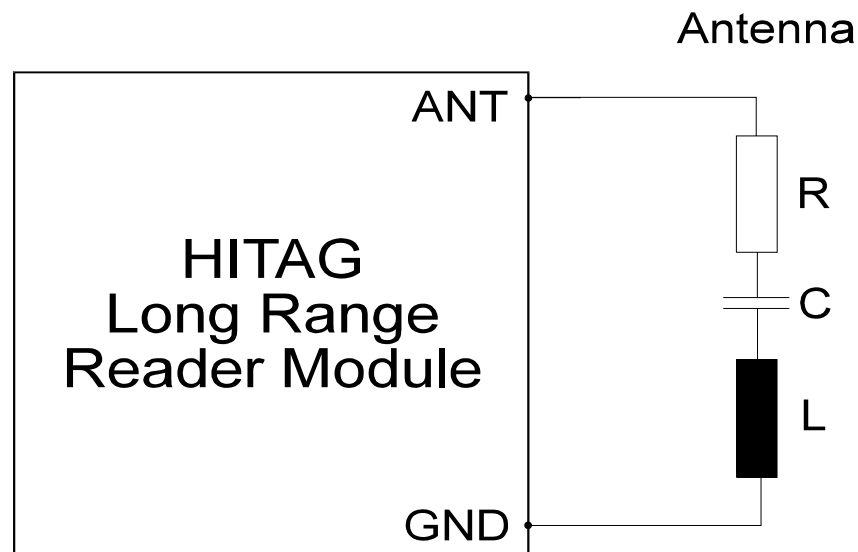 Antenna
ANT
R
HITAG
Long Range
Reader Module
C
L
GND